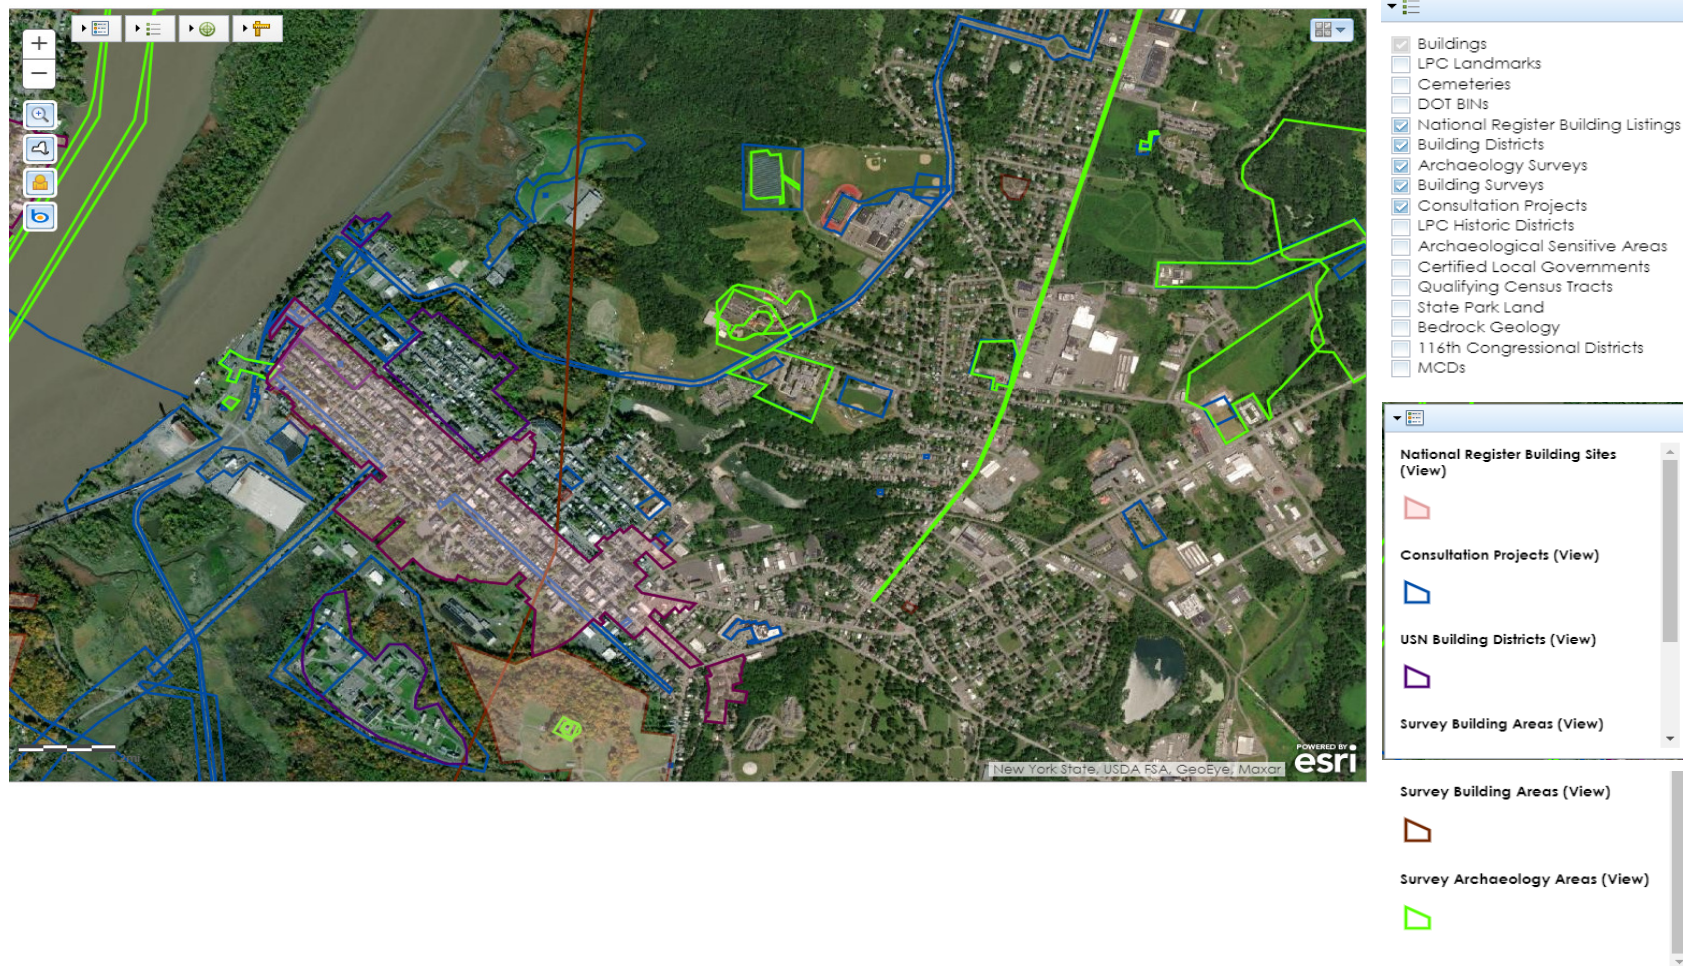 +
−
Buildings
LPC Landmarks
Cemeteries
DOT BINs
National Register Building Listings
Building Districts
Archaeology Surveys
Building Surveys
Consultation Projects
LPC Historic Districts
Archaeological Sensitive Areas
Certified Local Governments
Qualifying Census Tracts
State Park Land
Bedrock Geology
116th Congressional Districts
MCDs
National Register Building Sites
(View)
Consultation Projects (View)
USN Building Districts (View)
Survey Building Areas (View)
Survey Building Areas (View)
Survey Archaeology Areas (View)
POWERED BY
esri
New York State, USDA FSA, GeoEye, Maxar